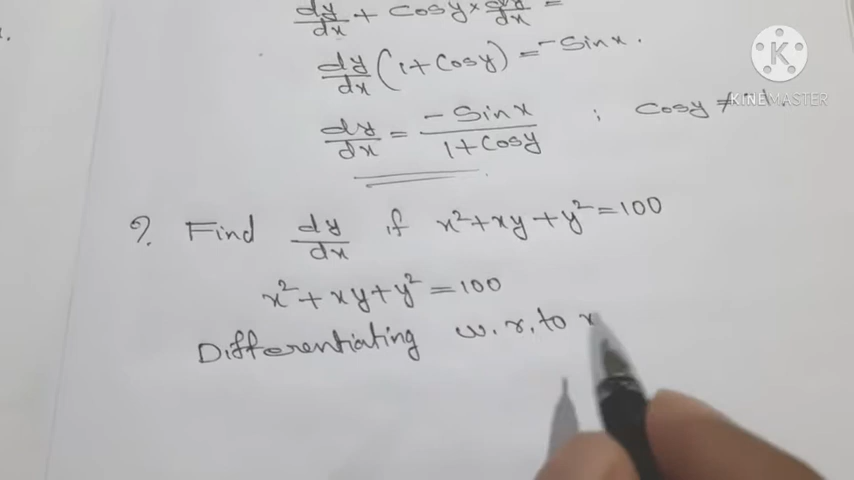 dy/dx + Cosy × dy/dx =
dy/dx (1 + Cosy) = -Sinx.
dy/dx = -Sinx / 1+Cosy ; Cosy ≠
KINEMASTER
? Find dy/dx if x² + xy + y² = 100
x² + xy + y² = 100
Differentiating w.r.to x